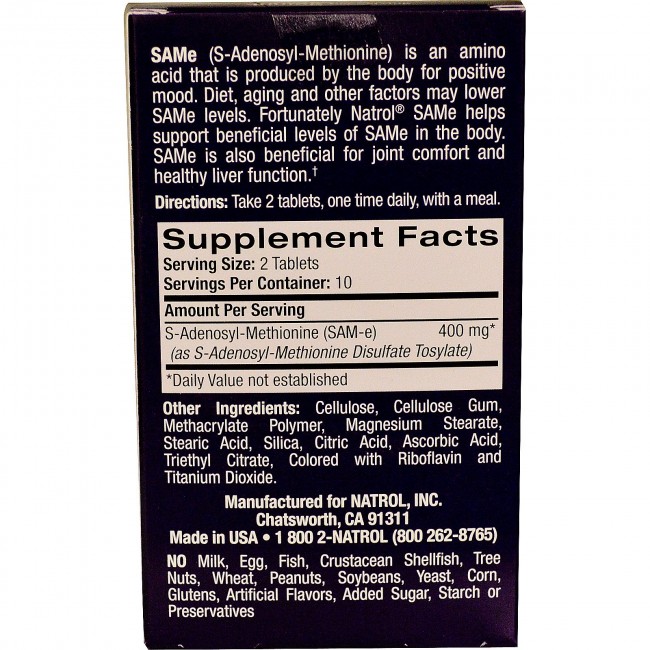 SAMe (S-Adenosyl-Methionine) is an amino
acid that is produced by the body for positive
mood. Diet, aging and other factors may lower
SAMe levels. Fortunately Natrol® SAMe helps
support beneficial levels of SAMe in the body.
SAMe is also beneficial for joint comfort and
healthy liver function.†
Directions: Take 2 tablets, one time daily, with a meal.
Supplement Facts
Serving Size: 2 Tablets
Servings Per Container: 10
Amount Per Serving
S-Adenosyl-Methionine (SAM-e) 400 mg*
(as S-Adenosyl-Methionine Disulfate Tosylate)
*Daily Value not established
Other Ingredients: Cellulose, Cellulose Gum,
Methacrylate Polymer, Magnesium Stearate,
Stearic Acid, Silica, Citric Acid, Ascorbic Acid,
Triethyl Citrate, Colored with Riboflavin and
Titanium Dioxide.
Manufactured for NATROL, INC.
Chatsworth, CA 91311
Made in USA • 1 800 2-NATROL (800 262-8765)
NO Milk, Egg, Fish, Crustacean Shellfish, Tree
Nuts, Wheat, Peanuts, Soybeans, Yeast, Corn,
Glutens, Artificial Flavors, Added Sugar, Starch or
Preservatives